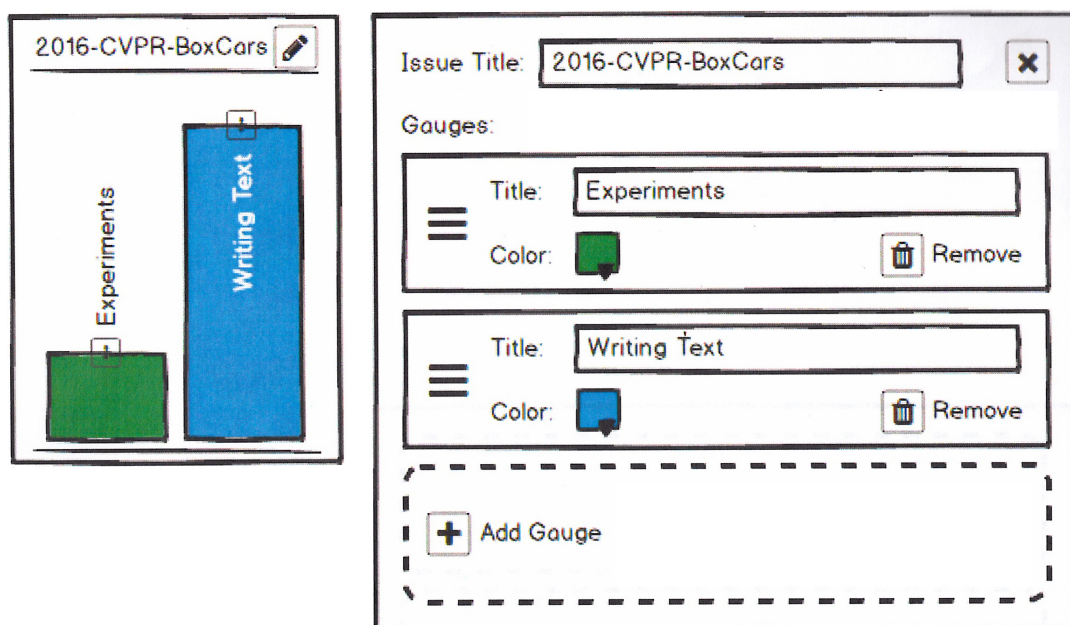 2016-CVPR-BoxCars
Experiments
Writing Text
Issue Title: 2016-CVPR-BoxCars
Gauges:
Title: Experiments
Color: Remove
Title: Writing Text
Color: Remove
Add Gauge